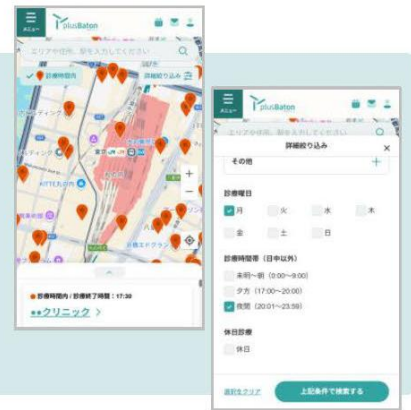 メニュー
plusBaton
エリアや住所、駅を入力してください
診療時間内
詳細絞り込み
東京
丸の内
KITTE丸の内
診療時間内 / 診療終了時間：17:30
●●クリニック >
メニュー
plusBaton
エリアや住所、駅を入力してください
詳細絞り込み
その他
診療曜日
月 火 水 木
金 土 日
診療時間帯（日中以外）
未明〜朝（0:00〜9:00）
夕方（17:00〜20:00）
夜間（20:01〜23:59）
休日診療
休日
選択をクリア
上記条件で検索する